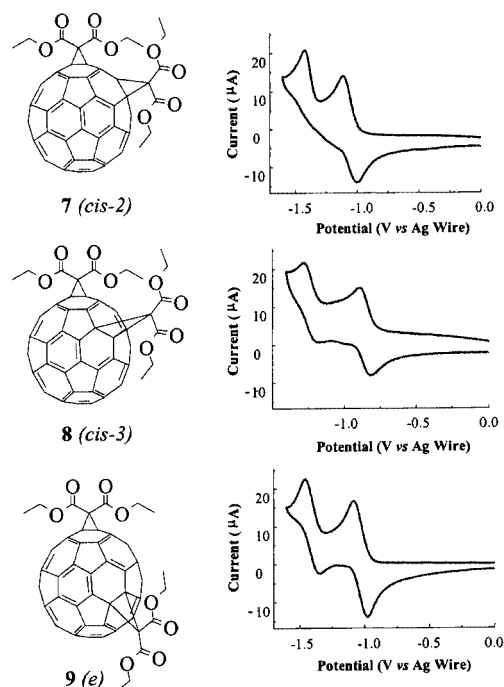 O O
O O O
O
O
O
7 (cis-2)
Current (μA)
20
10
0
-10
-1.5 -1.0 -0.5 0.0
Potential (V vs Ag Wire)
O O
O O O
O
O
O
8 (cis-3)
Current (μA)
20
10
0
-10
-1.0 -0.5 0.0
Potential (V vs Ag Wire)
O O
O O
O O
O
O
9 (e)
Current (μA)
20
10
0
-10
-1.5 -1.0 -0.5 0.0
Potential (V vs Ag Wire)